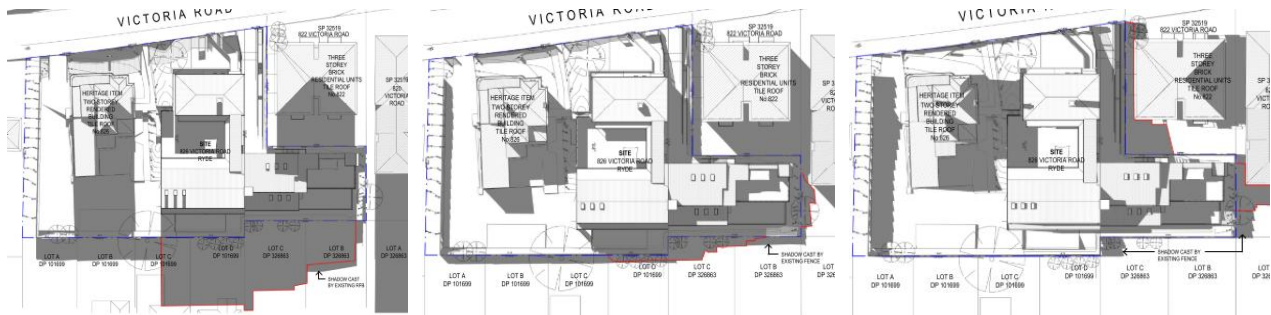 VICTORIA ROAD
SP 32519
822 VICTORIA ROAD
THREE
STOREY
BRICK
RESIDENTIAL UNITS
TILE ROOF
No.822
SP 32519
820
VICTORIA
ROAD
HERITAGE ITEM
TWO STOREY
RENDERED
BUILDING
TILE ROOF
SITE
826 VICTORIA ROAD
RYDE
LOT A
DP 101699
LOT B
DP 101699
LOT C
DP 101699
LOT D
LOT C
DP 326863
LOT B
DP 326863
LOT A
DP 101699
SHADOW CAST
BY EXISTING RFB
VICTORIA ROAD
SP 32519
822 VICTORIA ROAD
THREE
STOREY
BRICK
RESIDENTIAL UNITS
TILE ROOF
No.822
HERITAGE ITEM
TWO STOREY
RENDERED
BUILDING
TILE ROOF
SITE
826 VICTORIA ROAD
RYDE
SHADOW CAST BY
EXISTING FENCE
LOT A
DP 101699
LOT B
DP 101699
LOT C
DP 101699
LOT D
LOT C
DP 326863
LOT B
DP 326863
VICTORIA
SP 32519
822 VICTORIA ROAD
THREE
STOREY
BRICK
RESIDENTIAL UNITS
TILE ROOF
No.822
HERITAGE ITEM
TWO STOREY
RENDERED
BUILDING
TILE ROOF
SITE
826 VICTORIA ROAD
RYDE
SHADOW CAST BY
EXISTING FENCE
LOT A
DP 101699
LOT B
DP 101699
LOT C
DP 101699
LOT D
LOT C
DP 326863
LOT B
DP 326863